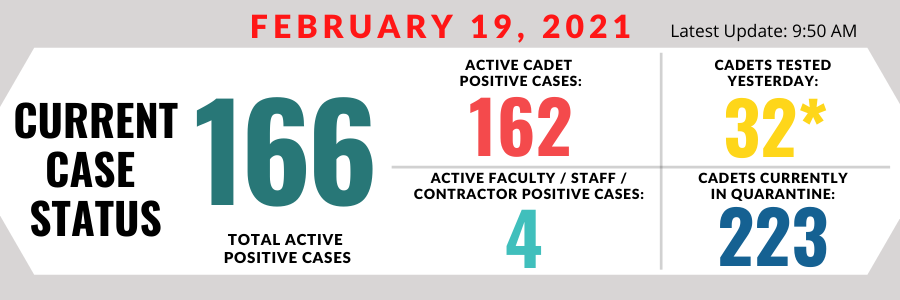 FEBRUARY 19, 2021
Latest Update: 9:50 AM
CURRENT
CASE
STATUS
166
TOTAL ACTIVE
POSITIVE CASES
ACTIVE CADET
POSITIVE CASES:
162
CADETS TESTED
YESTERDAY:
32*
ACTIVE FACULTY / STAFF /
CONTRACTOR POSITIVE CASES:
4
CADETS CURRENTLY
IN QUARANTINE:
223